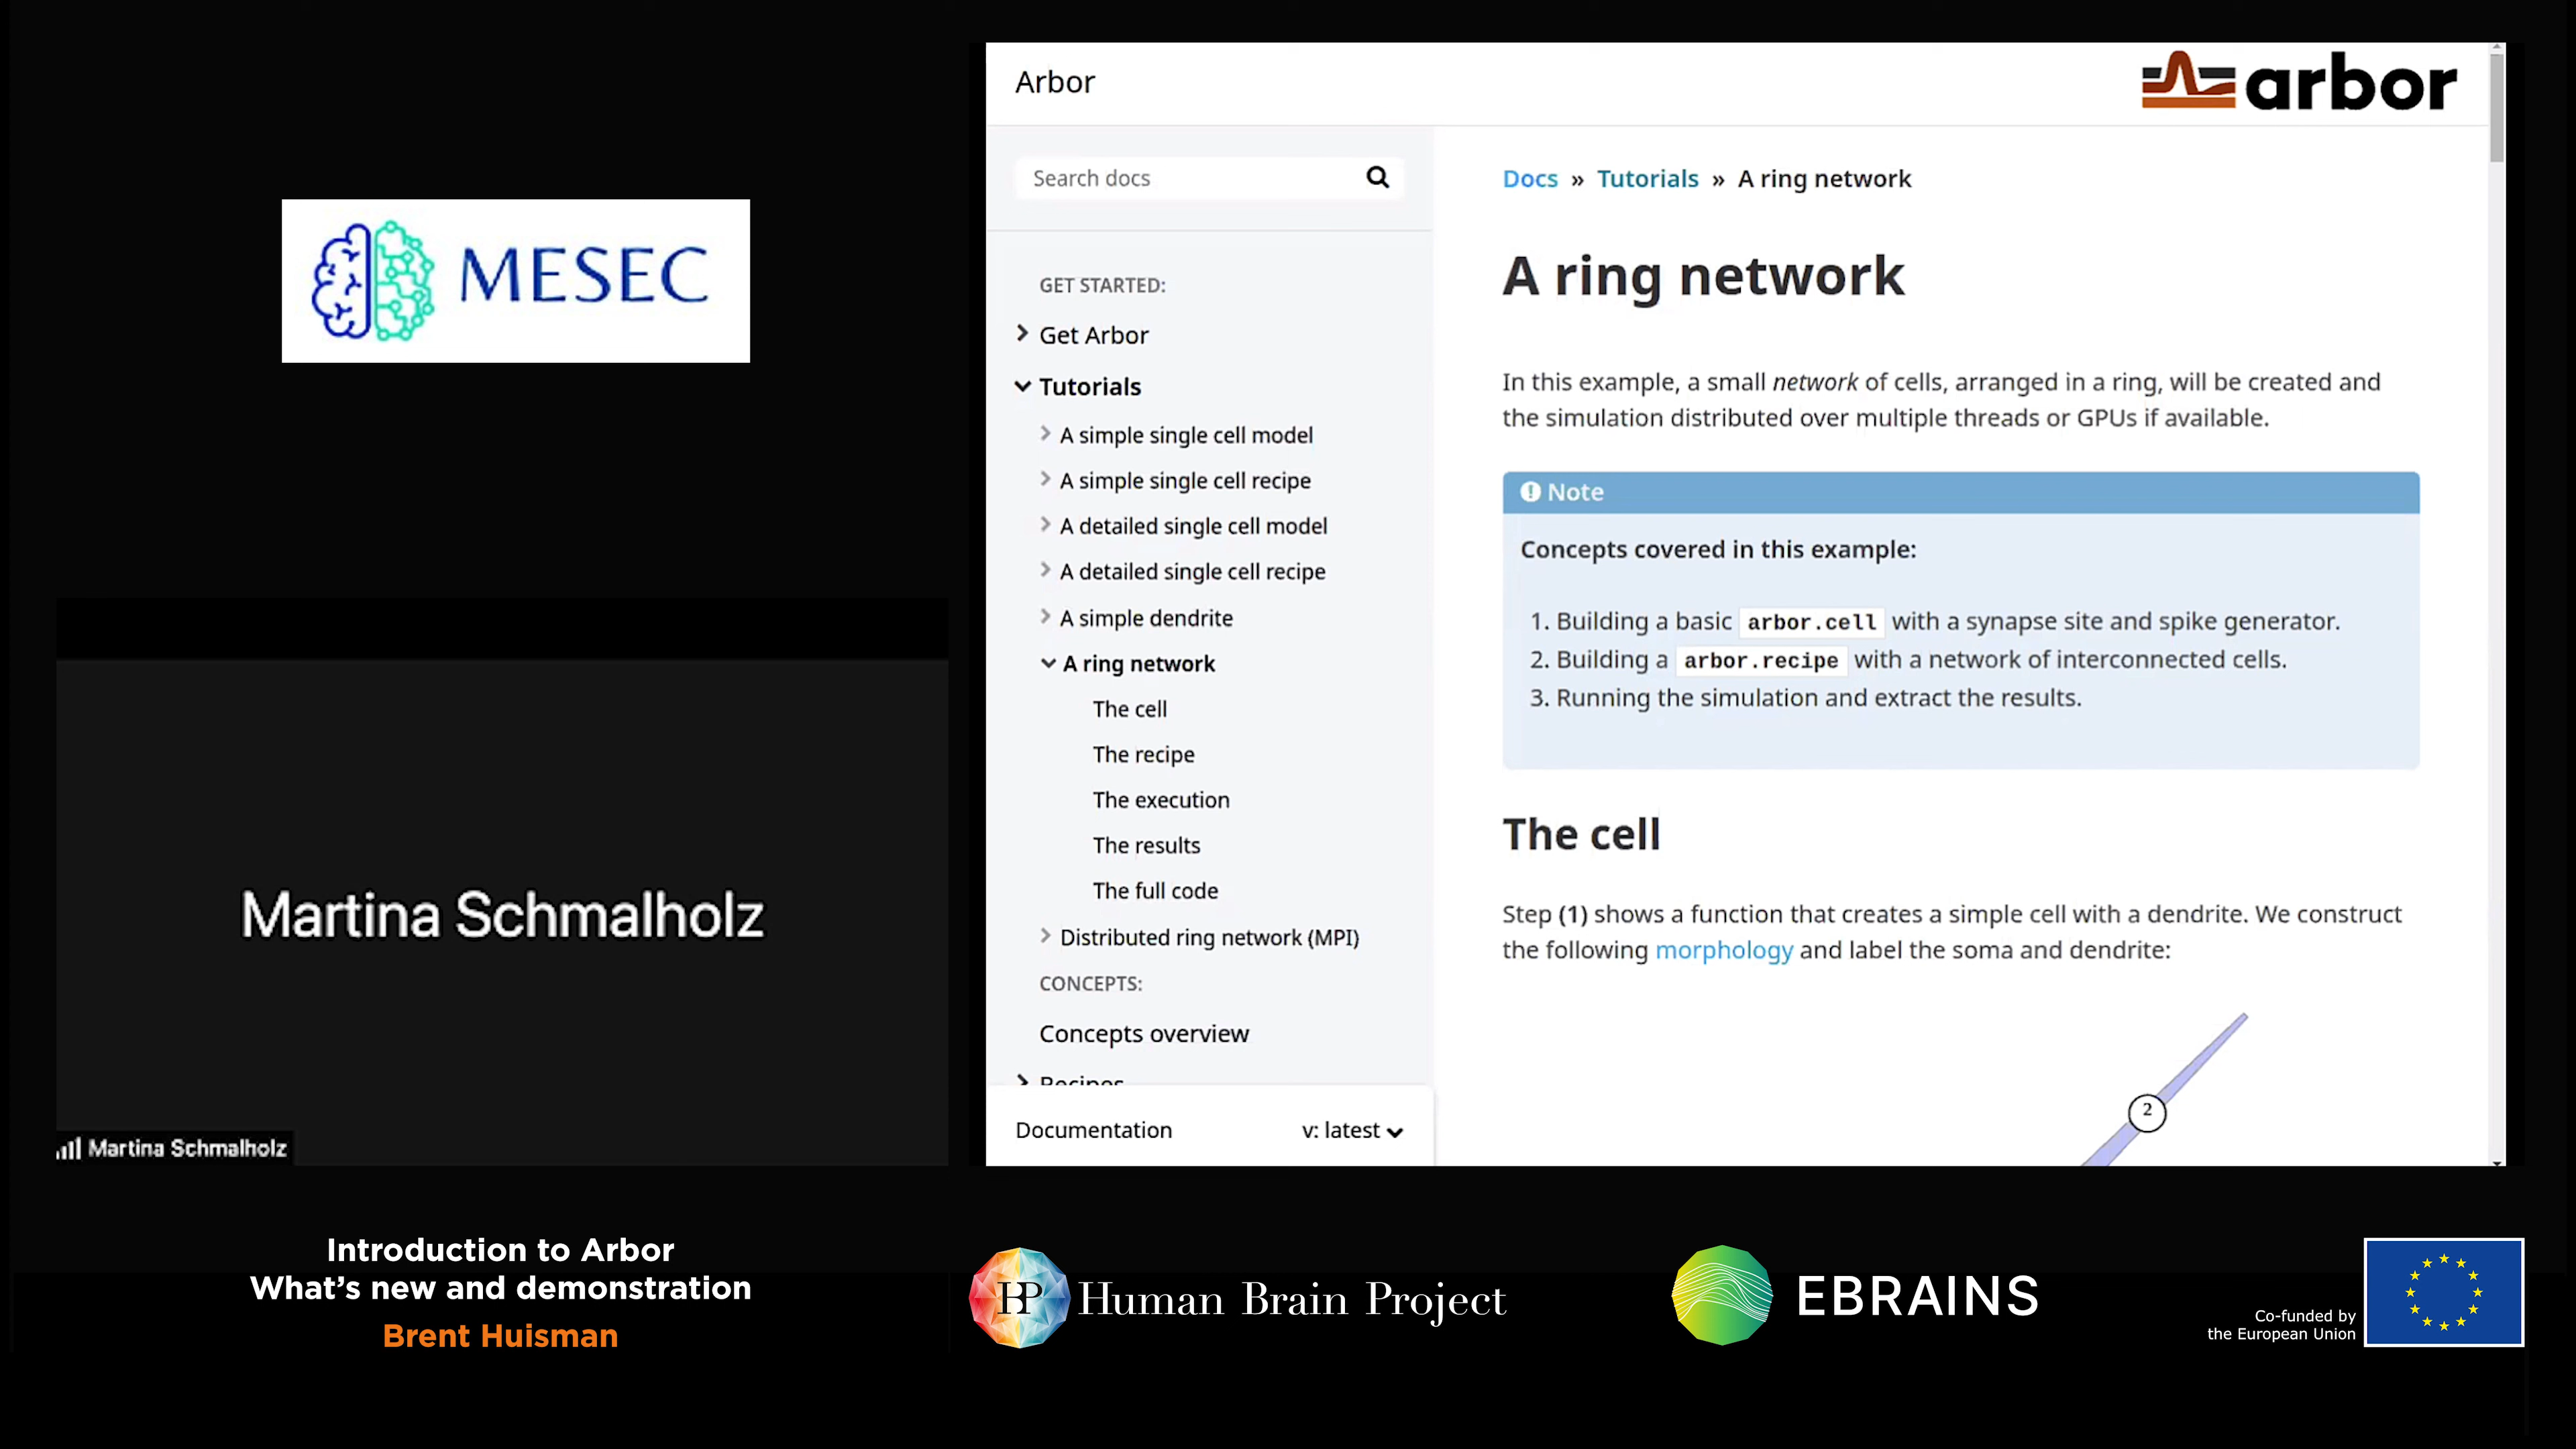 MESEC
Martina Schmalholz
Martina Schmalholz
Arbor
arbor
Search docs
GET STARTED:
Get Arbor
Tutorials
A simple single cell model
A simple single cell recipe
A detailed single cell model
A detailed single cell recipe
A simple dendrite
A ring network
The cell
The recipe
The execution
The results
The full code
Distributed ring network (MPI)
CONCEPTS:
Concepts overview
Recipes
Documentation v: latest
Docs » Tutorials » A ring network
A ring network
In this example, a small network of cells, arranged in a ring, will be created and
the simulation distributed over multiple threads or GPUs if available.
Note
Concepts covered in this example:
1. Building a basic arbor.cell with a synapse site and spike generator.
2. Building a arbor.recipe with a network of interconnected cells.
3. Running the simulation and extract the results.
The cell
Step (1) shows a function that creates a simple cell with a dendrite. We construct
the following morphology and label the soma and dendrite:
2
Introduction to Arbor
What's new and demonstration
Brent Huisman
HBP Human Brain Project
EBRAINS
Co-funded by
the European Union